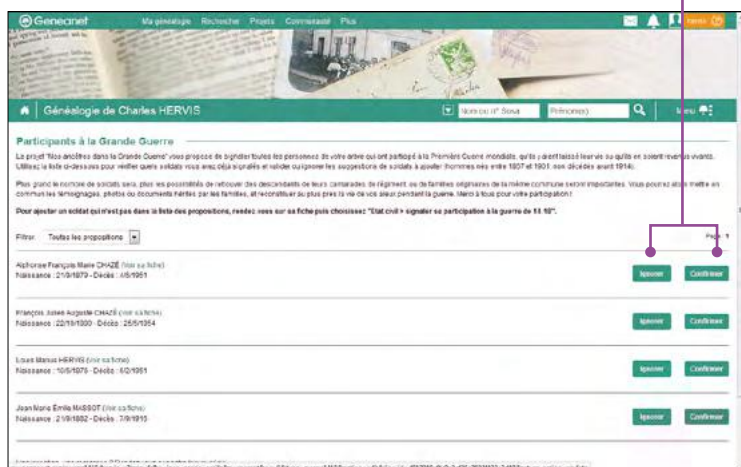 Geneanet
Ma généalogie Rechercher Projets Communauté Plus
Généalogie de Charles HERVIS
Nom ou n° Sosa Prénom(s) Menu
Participants à la Grande Guerre
Le projet "Nos ancêtres dans la Grande Guerre" vous propose de signaler toutes les personnes de votre arbre qui ont participé à la Première Guerre mondiale, qu'ils y aient laissé leur vie ou qu'ils en soient revenus vivants.
Utilisez la liste ci-dessous pour vérifier quels soldats vous avez déjà signalés et valider ou ignorer les suggestions de soldats à ajouter (hommes nés entre 1867 et 1901, non décédés avant 1914).
Plus grand le nombre de soldats sera, plus les possibilités de retrouver des descendants de leurs camarades de régiment, ou de familles originaires de la même commune seront importantes. Vous pourrez alors mettre en
commun les témoignages, photos ou documents hérités par les familles, et reconstituer au plus près la vie de vos aïeux pendant la guerre. Merci à tous pour votre participation !
Pour ajouter un soldat qui n'est pas dans la liste des propositions, rendez vous sur sa fiche puis choisissez "Etat civil > signaler sa participation à la guerre de 14-18".
Filtrer Toutes les propositions Page : 1
Alphonse François Marie CHAZÉ (Voir sa fiche)
Naissance : 21/9/1879 - Décès : 4/5/1951
Ignorer Confirmer
François Julien Auguste CHAZÉ (Voir sa fiche)
Naissance : 22/10/1880 - Décès : 25/5/1954
Ignorer Confirmer
Louis Marius HERVIS (Voir sa fiche)
Naissance : 10/5/1876 - Décès : 6/2/1951
Ignorer Confirmer
Jean Marie Émile MASSOT (Voir sa fiche)
Naissance : 21/9/1882 - Décès : 7/9/1915
Ignorer Confirmer